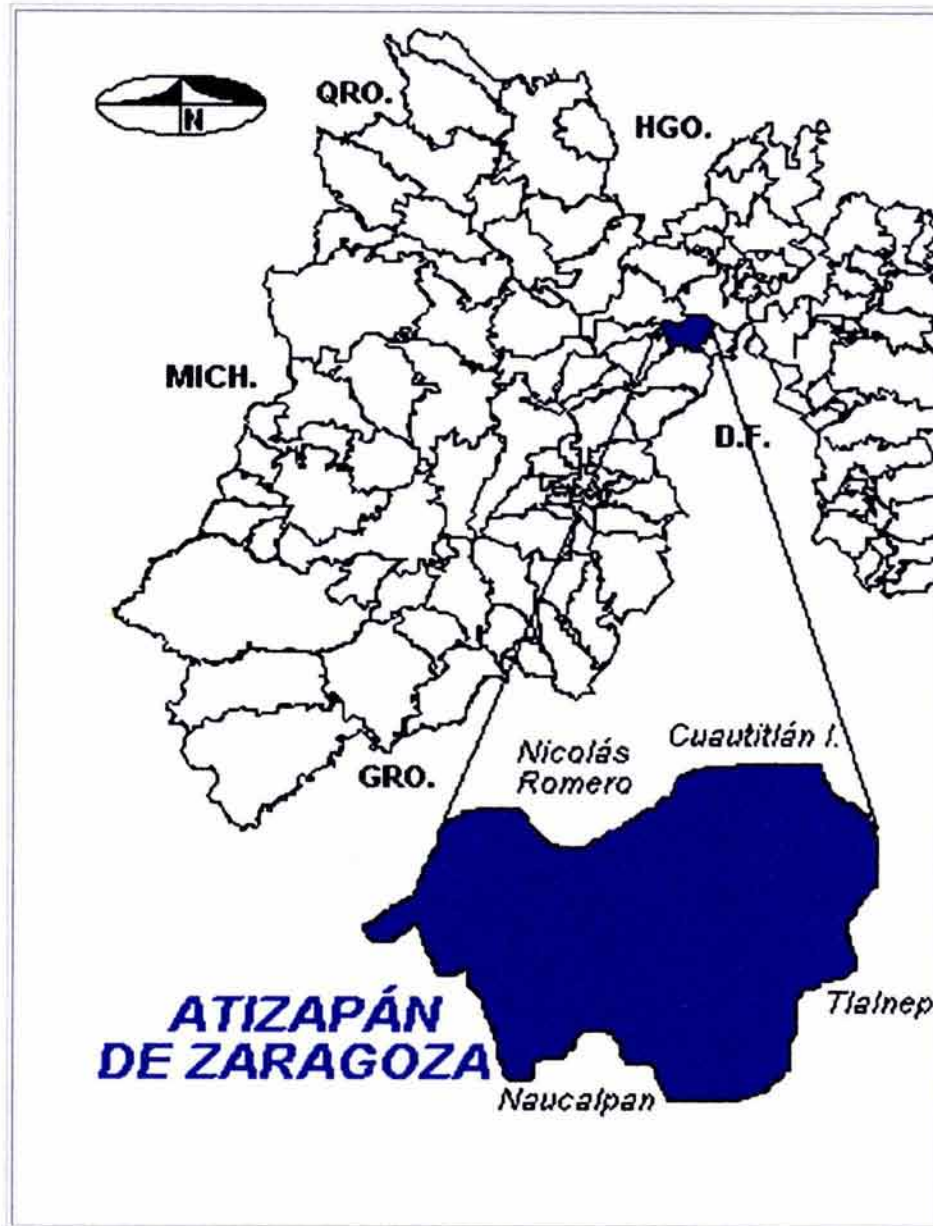 N
QRO.
HGO.
MICH.
D.F.
GRO.
Nicolás
Romero
Cuautitlán I.
ATIZAPÁN
DE ZARAGOZA
Tlalnep
Naucalpan